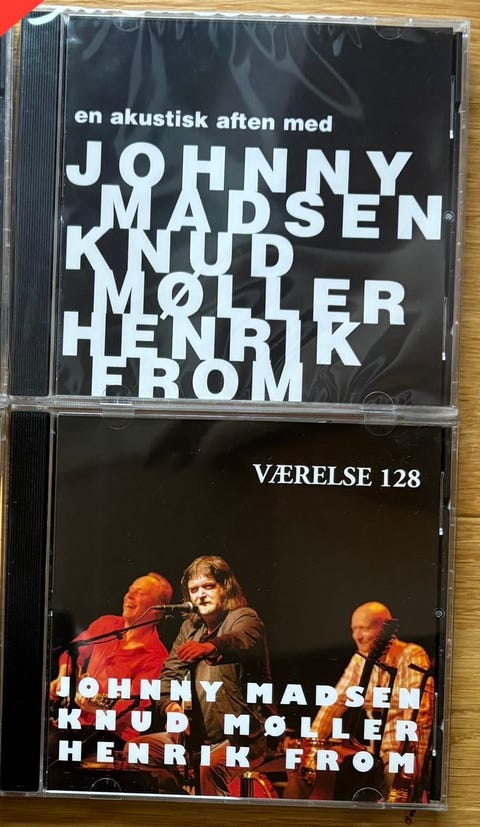 en akustisk aften med
JOHNNY
MADSEN
KNUD
MØLLER
HENRIK
FROM
VÆRELSE 128
JOHNNY MADSEN
KNUD MØLLER
HENRIK FROM